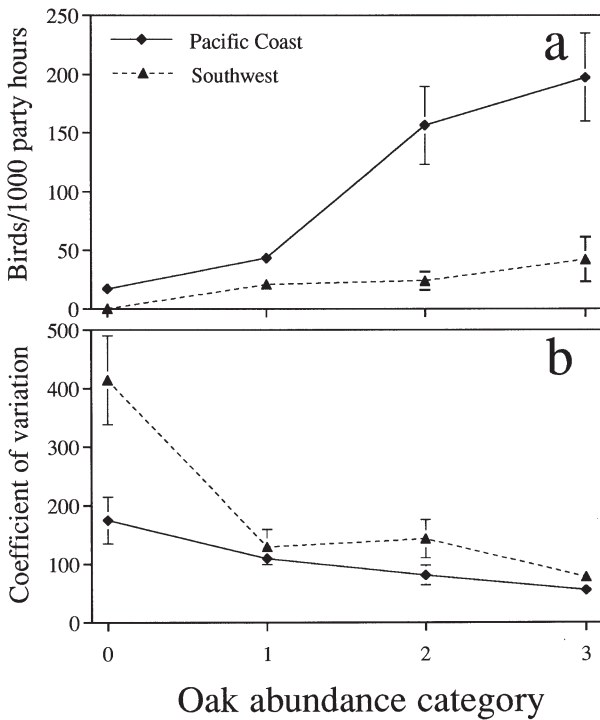 250
200
150
100
50
0
Birds/1000 party hours
Pacific Coast
Southwest
a
500
400
300
200
100
0
Coefficient of variation
b
0 1 2 3
Oak abundance category